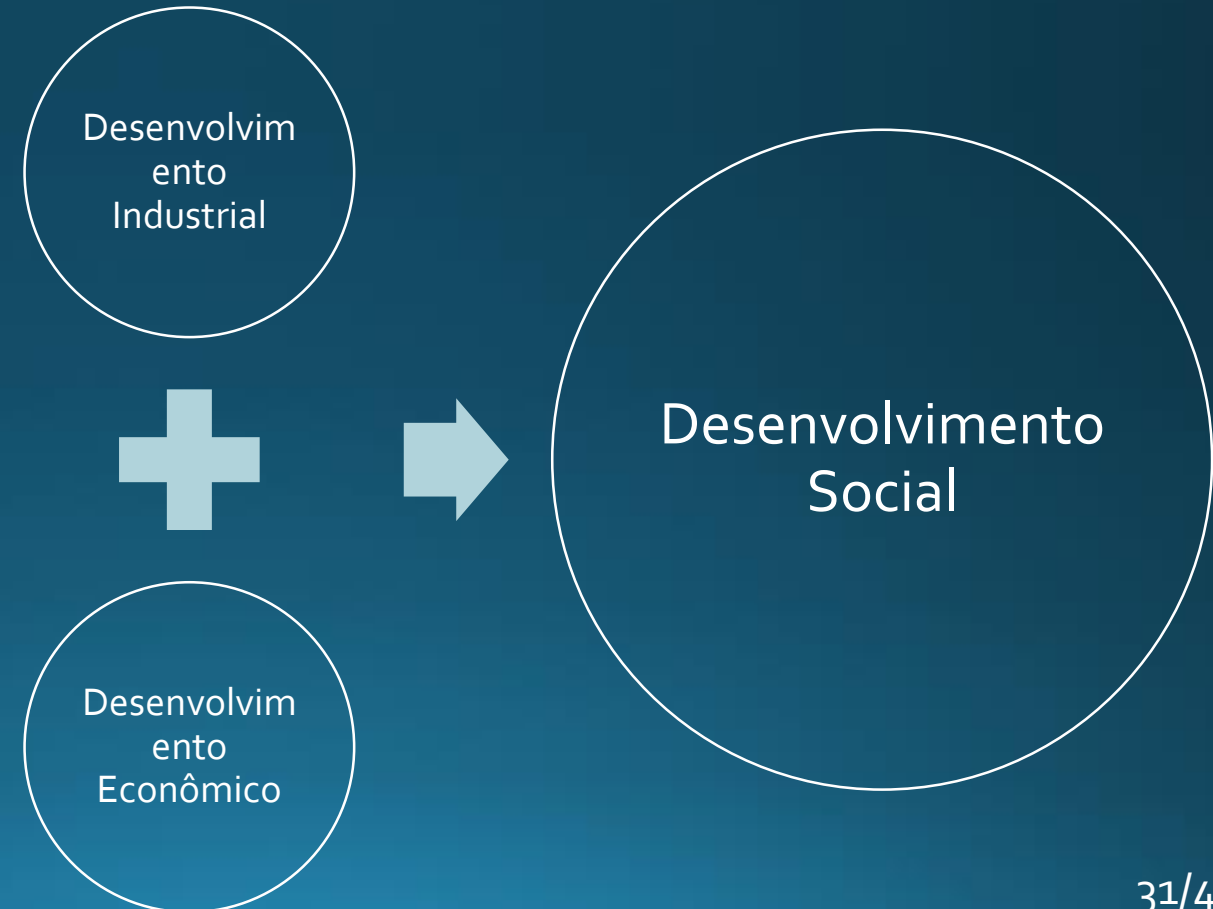 Desenvolvim
ento
Industrial
Desenvolvim
ento
Econômico
Desenvolvimento
Social
31/4